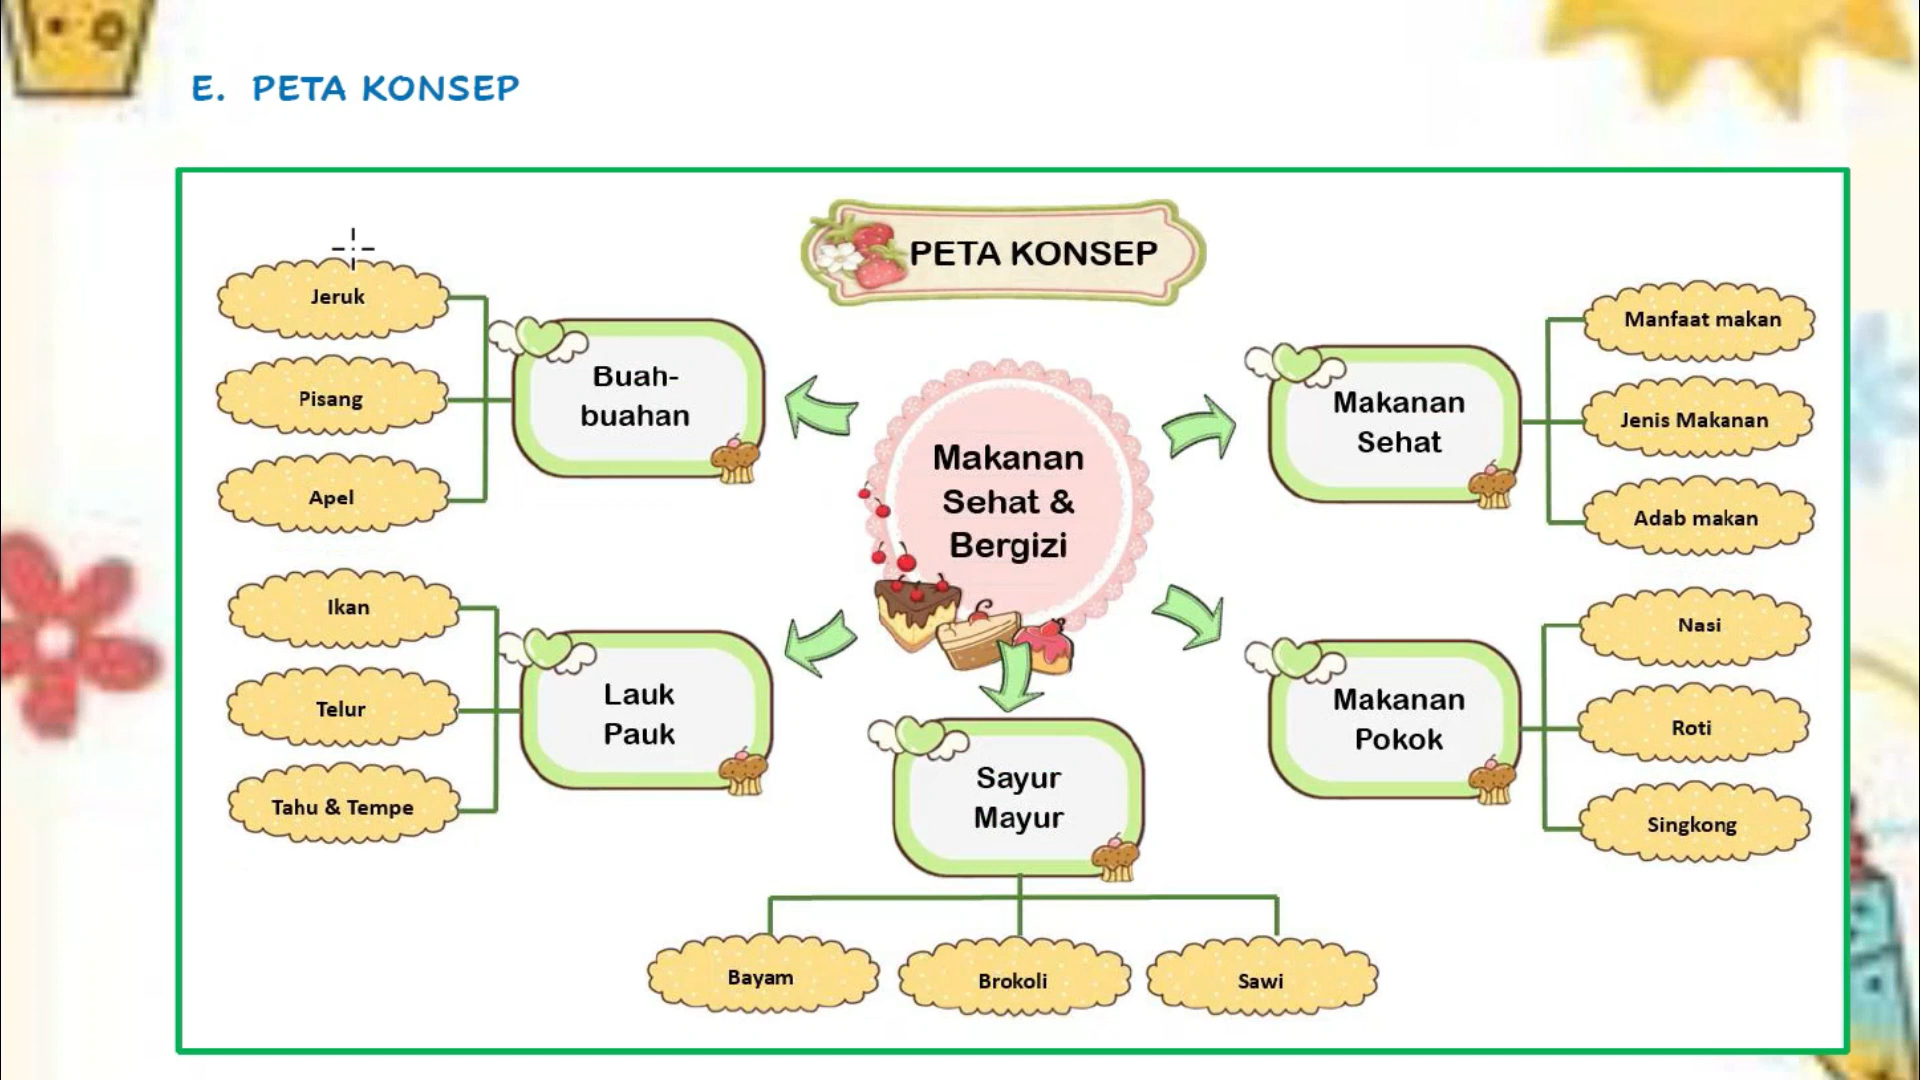 E. PETA KONSEP
PETA KONSEP
Makanan
Sehat &
Bergizi
Buah-
buahan
Jeruk
Pisang
Apel
Lauk
Pauk
Ikan
Telur
Tahu & Tempe
Sayur
Mayur
Bayam
Brokoli
Sawi
Makanan
Sehat
Manfaat makan
Jenis Makanan
Adab makan
Makanan
Pokok
Nasi
Roti
Singkong